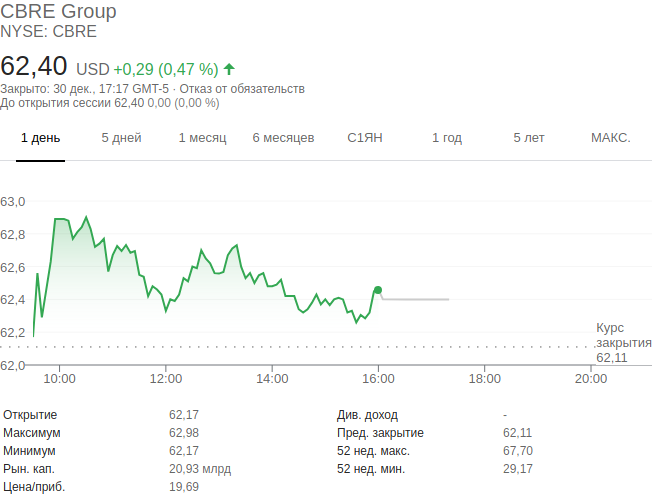 CBRE Group
NYSE: CBRE
62,40 USD +0,29 (0,47 %)
Закрыто: 30 дек., 17:17 GMT-5 · Отказ от обязательств
До открытия сессии 62,40 0,00 (0,00 %)
1 день 5 дней 1 месяц 6 месяцев С1ЯН 1 год 5 лет МАКС.
63,0
62,8
62,6
62,4
62,2
62,0
Курс
закрытия
62,11
10:00 12:00 14:00 16:00 18:00 20:00
Открытие 62,17 Див. доход -
Максимум 62,98 Пред. закрытие 62,11
Минимум 62,17 52 нед. макс. 67,70
Рын. кап. 20,93 млрд 52 нед. мин. 29,17
Цена/приб. 19,69